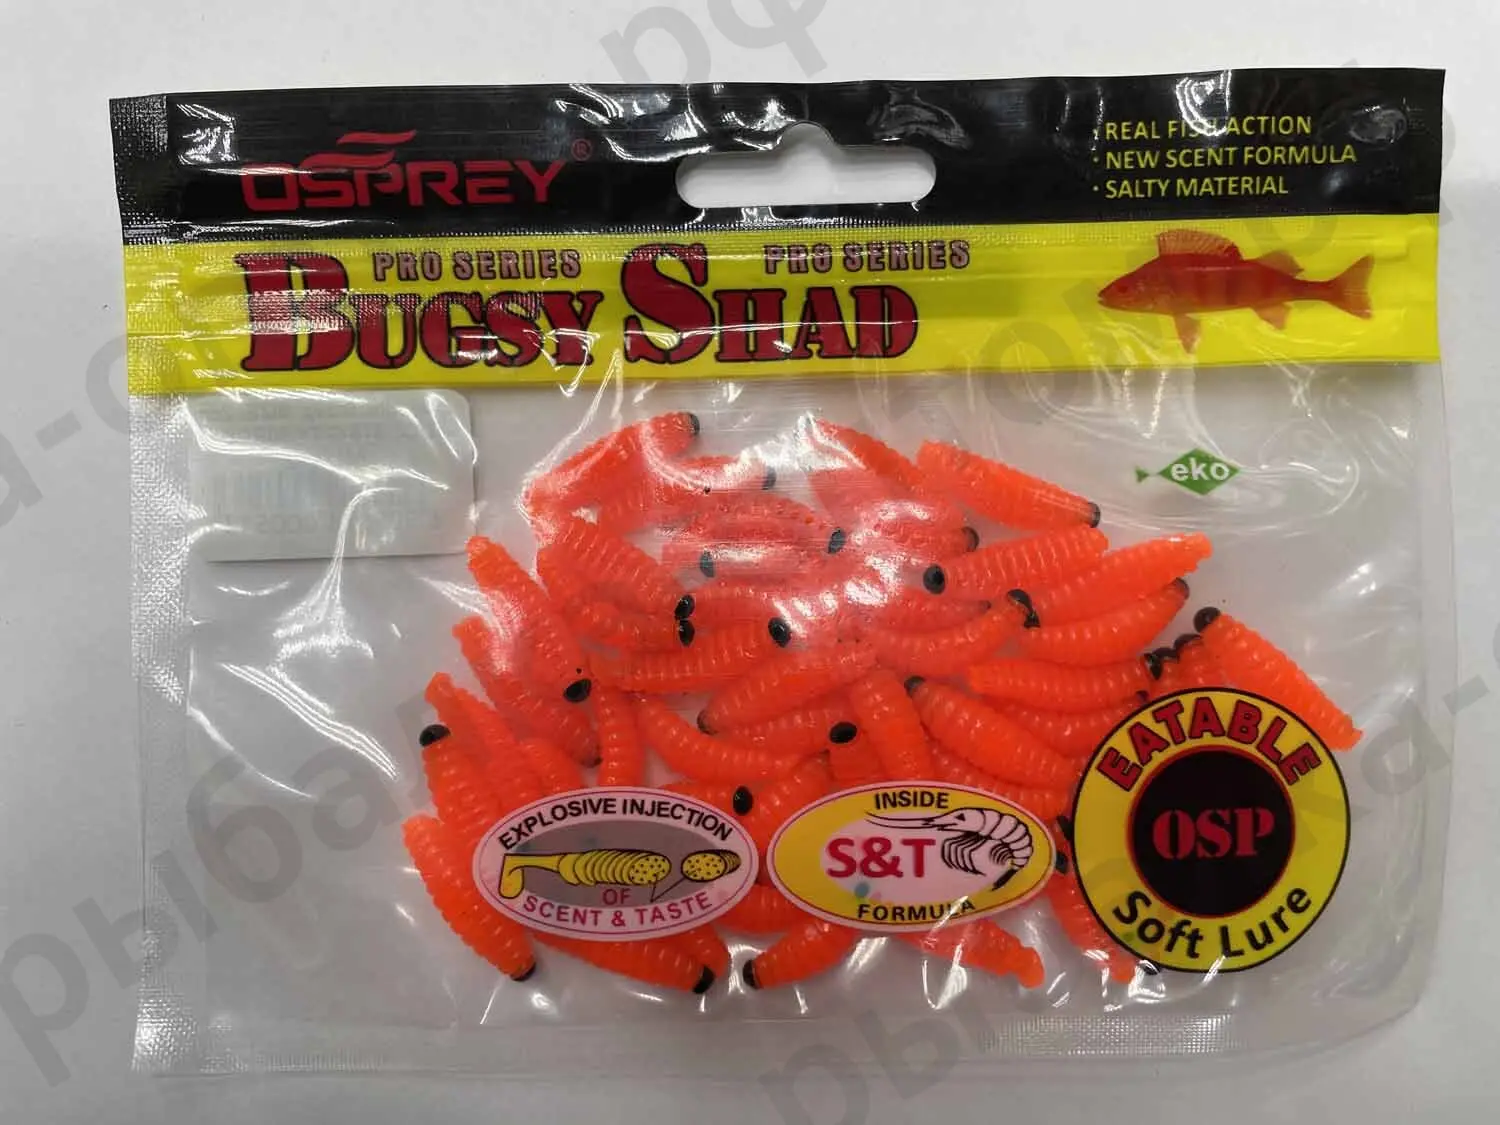 OSPREY®
· REAL FISH ACTION
· NEW SCENT FORMULA
· SALTY MATERIAL
PRO SERIES PRO SERIES
BUGSY SHAD
eko
EXPLOSIVE INJECTION
OF
SCENT & TASTE
INSIDE
S&T
FORMULA
EATABLE
OSP
Soft Lure